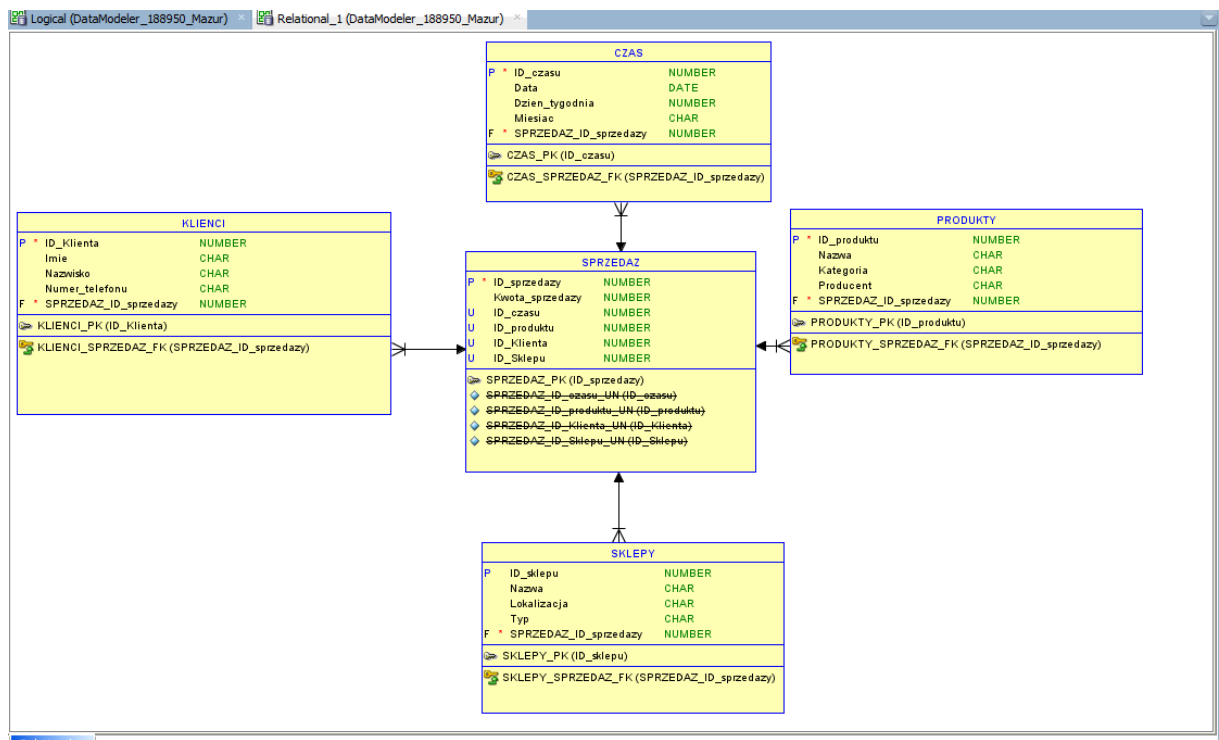 Logical (DataModeler_188950_Mazur)
Relational_1 (DataModeler_188950_Mazur)
CZAS
P * ID_czasu NUMBER
Data DATE
Dzien_tygodnia NUMBER
Miesiac CHAR
F * SPRZEDAZ_ID_sprzedazy NUMBER
CZAS_PK (ID_czasu)
CZAS_SPRZEDAZ_FK (SPRZEDAZ_ID_sprzedazy)
KLIENCI
P * ID_Klienta NUMBER
Imie CHAR
Nazwisko CHAR
Numer_telefonu CHAR
F * SPRZEDAZ_ID_sprzedazy NUMBER
KLIENCI_PK (ID_Klienta)
KLIENCI_SPRZEDAZ_FK (SPRZEDAZ_ID_sprzedazy)
PRODUKTY
P * ID_produktu NUMBER
Nazwa CHAR
Kategoria CHAR
Producent CHAR
F * SPRZEDAZ_ID_sprzedazy NUMBER
PRODUKTY_PK (ID_produktu)
PRODUKTY_SPRZEDAZ_FK (SPRZEDAZ_ID_sprzedazy)
SPRZEDAZ
P * ID_sprzedazy NUMBER
Kwota_sprzedazy NUMBER
U ID_czasu NUMBER
U ID_produktu NUMBER
U ID_Klienta NUMBER
U ID_Sklepu NUMBER
SPRZEDAZ_PK (ID_sprzedazy)
SPRZEDAZ_ID_czasu_UN (ID_czasu)
SPRZEDAZ_ID_produktu_UN (ID_produktu)
SPRZEDAZ_ID_Klienta_UN (ID_Klienta)
SPRZEDAZ_ID_Sklepu_UN (ID_Sklepu)
SKLEPY
P ID_sklepu NUMBER
Nazwa CHAR
Lokalizacja CHAR
Typ CHAR
F * SPRZEDAZ_ID_sprzedazy NUMBER
SKLEPY_PK (ID_sklepu)
SKLEPY_SPRZEDAZ_FK (SPRZEDAZ_ID_sprzedazy)